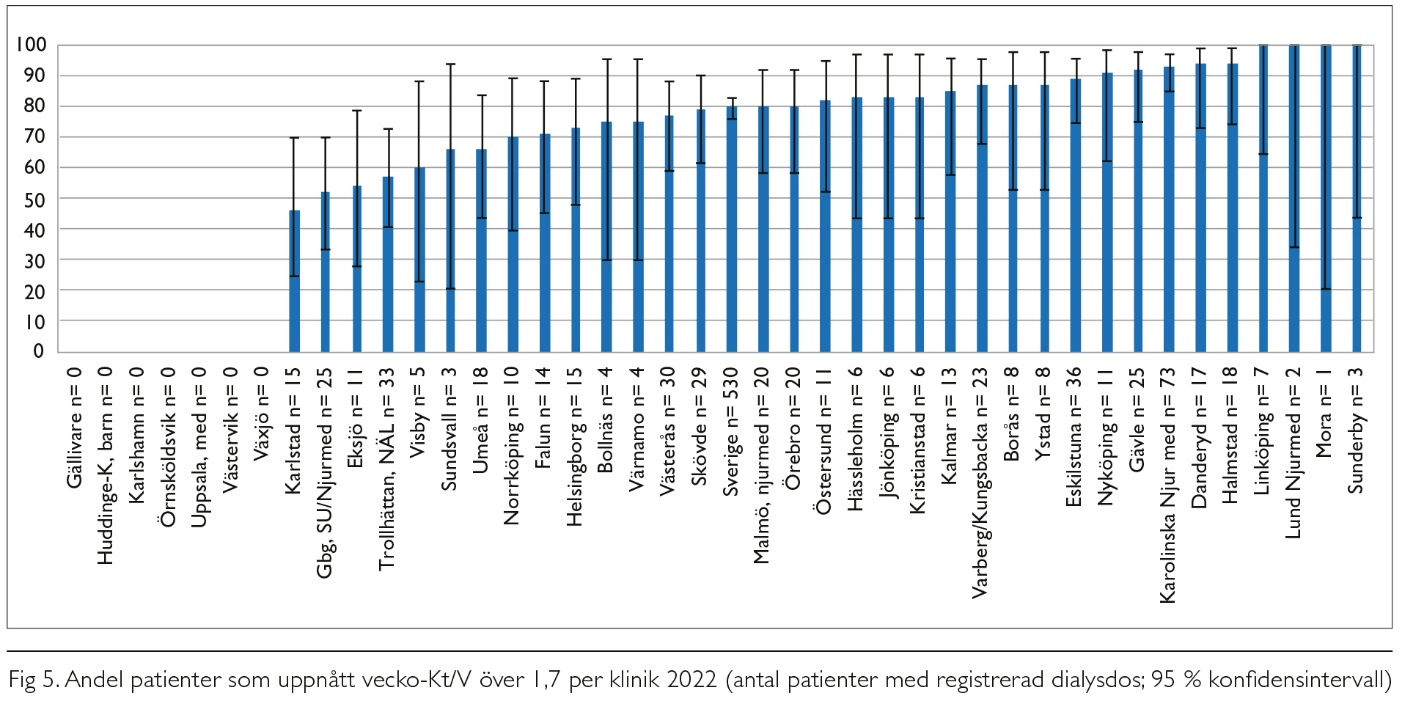 100
90
80
70
60
50
40
30
20
10
0
Gällivare n= 0
Huddinge-K, barn n= 0
Karlshamn n= 0
Örnsköldsvik n= 0
Uppsala, med n= 0
Västervik n= 0
Växjö n= 0
Karlstad n= 15
Gbg, SU/Njurmed n= 25
Eksjö n= 11
Trollhättan, NÄL n= 33
Visby n= 5
Sundsvall n= 3
Umeå n= 18
Norrköping n= 10
Falun n= 14
Helsingborg n= 15
Bollnäs n= 4
Värnamo n= 4
Västerås n= 30
Skövde n= 29
Sverige n= 530
Malmö, njurmed n= 20
Örebro n= 20
Östersund n= 11
Hässleholm n= 6
Jönköping n= 6
Kristianstad n= 6
Kalmar n= 13
Varberg/Kungsbacka n= 23
Borås n= 8
Ystad n= 8
Eskilstuna n= 36
Nyköping n= 11
Gävle n= 25
Karolinska Njur med n= 73
Danderyd n= 17
Halmstad n= 18
Linköping n= 7
Lund Njurmed n= 2
Mora n= 1
Sunderby n= 3
Fig 5. Andel patienter som uppnått vecko-Kt/V över 1,7 per klinik 2022 (antal patienter med registrerad dialysdos; 95 % konfidensintervall)